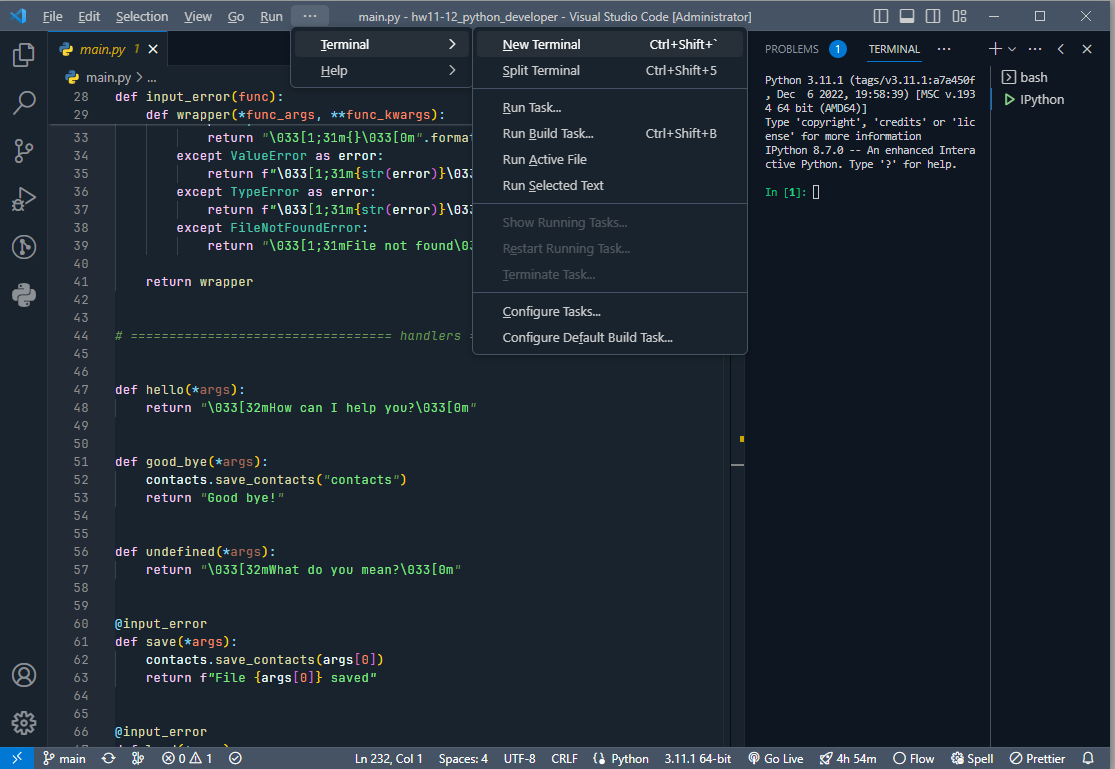 File Edit Selection View Go Run ··· main.py - hw11-12_python_developer - Visual Studio Code [Administrator]
main.py 1
main.py > ...
28 def input_error(func):
29 def wrapper(*func_args, **func_kwargs):
33 return "\033[1;31m{}\033[0m".format
34 except ValueError as error:
35 return f"\033[1;31m{str(error)}\033
36 except TypeError as error:
37 return f"\033[1;31m{str(error)}\033
38 except FileNotFoundError:
39 return "\033[1;31mFile not found\0
40
41 return wrapper
42
43
44 # ================================== handlers =
45
46
47 def hello(*args):
48 return "\033[32mHow can I help you?\033[0m"
49
50
51 def good_bye(*args):
52 contacts.save_contacts("contacts")
53 return "Good bye!"
54
55
56 def undefined(*args):
57 return "\033[32mWhat do you mean?\033[0m"
58
59
60 @input_error
61 def save(*args):
62 contacts.save_contacts(args[0])
63 return f"File {args[0]} saved"
64
65
66 @input_error
Terminal
Help
New Terminal Ctrl+Shift+`
Split Terminal Ctrl+Shift+5
Run Task...
Run Build Task... Ctrl+Shift+B
Run Active File
Run Selected Text
Show Running Tasks...
Restart Running Task...
Terminate Task...
Configure Tasks...
Configure Default Build Task...
PROBLEMS 1 TERMINAL ···
Python 3.11.1 (tags/v3.11.1:a7a450f
, Dec 6 2022, 19:58:39) [MSC v.193
4 64 bit (AMD64)]
Type 'copyright', 'credits' or 'lic
ense' for more information
IPython 8.7.0 -- An enhanced Intera
ctive Python. Type '?' for help.
In [1]:
bash
IPython
main 0 1 Ln 232, Col 1 Spaces: 4 UTF-8 CRLF Python 3.11.1 64-bit Go Live 4h 54m Flow Spell Prettier